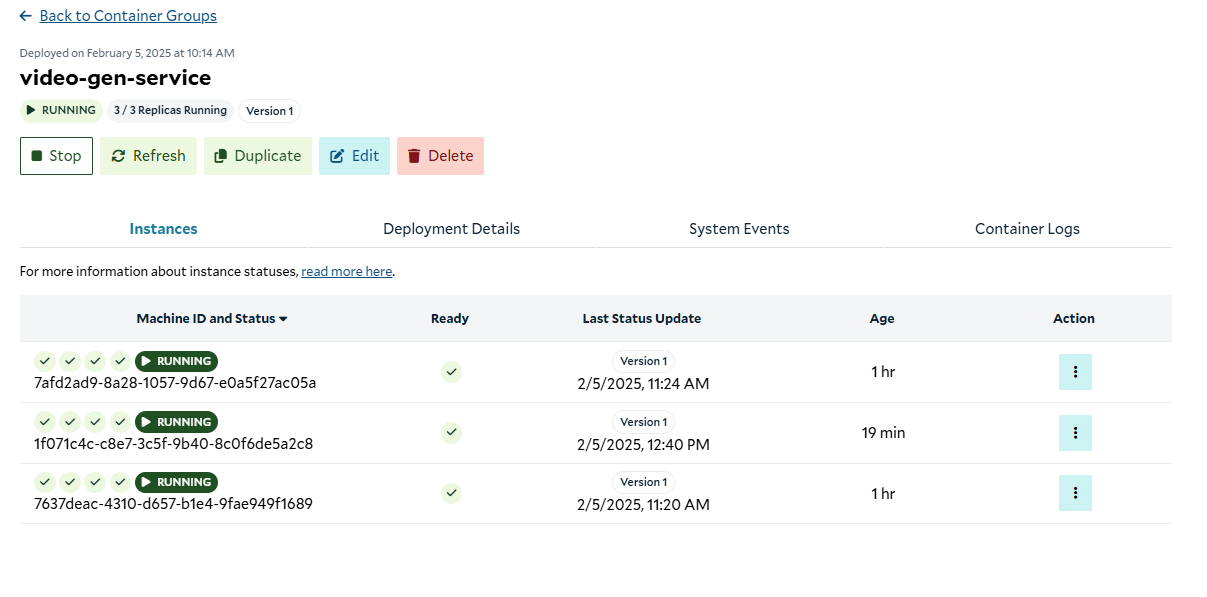 Back to Container Groups
Deployed on February 5, 2025 at 10:14 AM
video-gen-service
RUNNING 3 / 3 Replicas Running Version 1
Stop Refresh Duplicate Edit Delete
Instances Deployment Details System Events Container Logs
For more information about instance statuses, read more here.
Machine ID and Status Ready Last Status Update Age Action
RUNNING Version 1
7afd2ad9-8a28-1057-9d67-e0a5f27ac05a 2/5/2025, 11:24 AM 1 hr
RUNNING Version 1
1f071c4c-c8e7-3c5f-9b40-8c0f6de5a2c8 2/5/2025, 12:40 PM 19 min
RUNNING Version 1
7637deac-4310-d657-b1e4-9fae949f1689 2/5/2025, 11:20 AM 1 hr